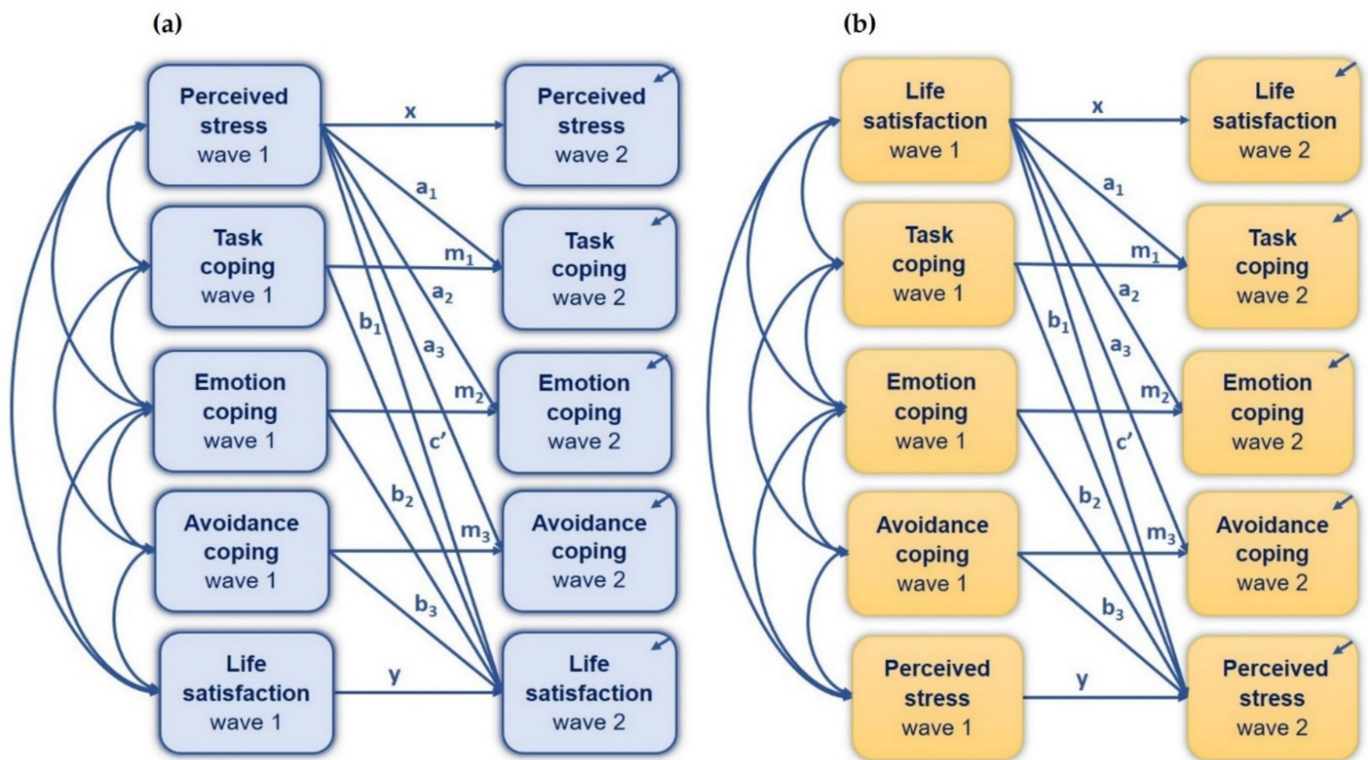 (a)
Perceived
stress
wave 1
x
Perceived
stress
wave 2
a₁
Task
coping
wave 1
m₁
Task
coping
wave 2
a₂
b₁
a₃
Emotion
coping
wave 1
m₂
Emotion
coping
wave 2
c’
b₂
Avoidance
coping
wave 1
m₃
Avoidance
coping
wave 2
b₃
Life
satisfaction
wave 1
y
Life
satisfaction
wave 2
(b)
Life
satisfaction
wave 1
x
Life
satisfaction
wave 2
a₁
Task
coping
wave 1
m₁
Task
coping
wave 2
a₂
b₁
a₃
Emotion
coping
wave 1
m₂
Emotion
coping
wave 2
c’
b₂
Avoidance
coping
wave 1
m₃
Avoidance
coping
wave 2
b₃
Perceived
stress
wave 1
y
Perceived
stress
wave 2